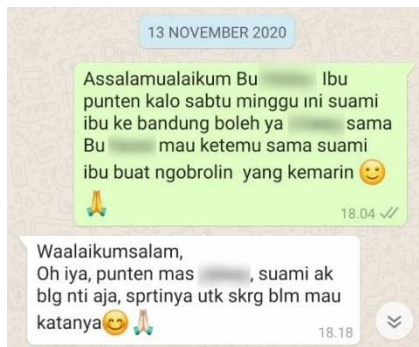 13 NOVEMBER 2020
Assalamualaikum Bu Ibu
punten kalo sabtu minggu ini suami
ibu ke bandung boleh ya sama
Bu mau ketemu sama suami
ibu buat ngobrolin yang kemarin 🙂
🙏
18.04
Waalaikumsalam,
Oh iya, punten mas , suami ak
blg nti aja, sprtinya utk skrg blm mau
katanya😊 🙏
18.18